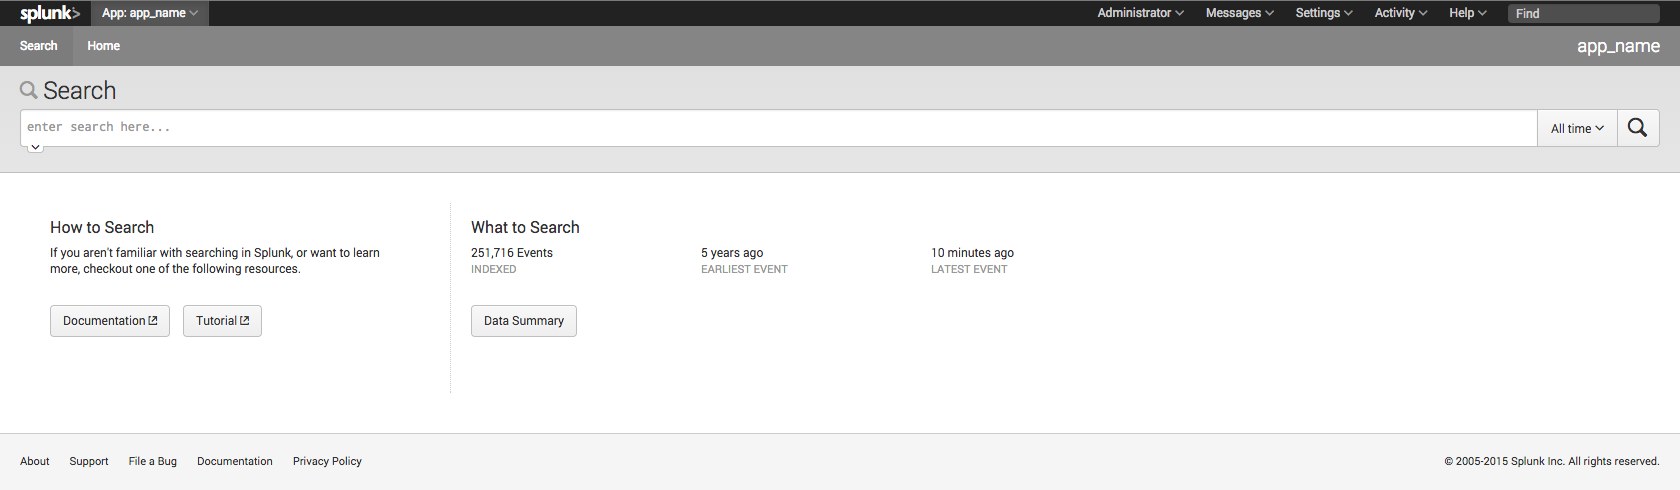 splunk> App: app_name Administrator Messages Settings Activity Help Find
Search Home app_name
Search
enter search here... All time
How to Search
If you aren't familiar with searching in Splunk, or want to learn
more, checkout one of the following resources.
Documentation Tutorial
What to Search
251,716 Events 5 years ago 10 minutes ago
INDEXED EARLIEST EVENT LATEST EVENT
Data Summary
About Support File a Bug Documentation Privacy Policy © 2005-2015 Splunk Inc. All rights reserved.